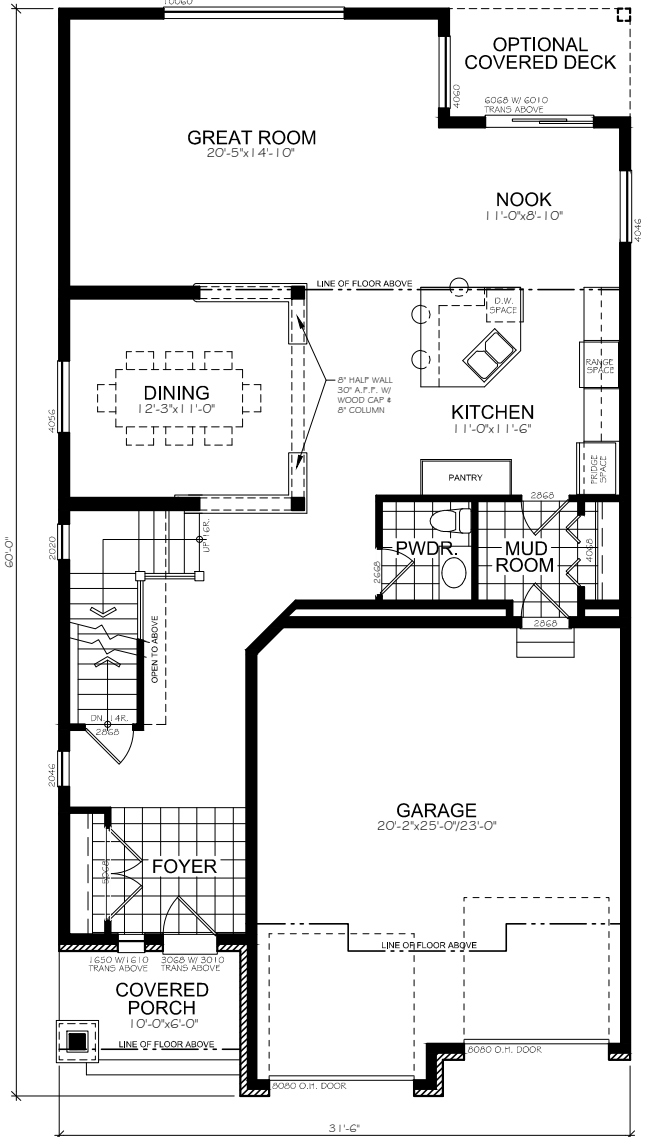 10060
OPTIONAL
COVERED DECK
4060
6068 W/ 6010
TRANS ABOVE
GREAT ROOM
20'-5"x14'-10"
NOOK
11'-0"x8'-10"
4046
LINE OF FLOOR ABOVE
D.W.
SPACE
RANGE
SPACE
8" HALF WALL
30" A.F.F. W/
WOOD CAP &
8" COLUMN
DINING
12'-3"x11'-0"
4056
KITCHEN
11'-0"x11'-6"
FRIDGE
SPACE
PANTRY
2868
UP 16R.
2020
60'-0"
PWDR.
2668
MUD
ROOM
4068
2868
OPEN TO ABOVE
DN. 14R.
2868
2046
GARAGE
20'-2"x25'-0"/23'-0"
FOYER
5068
LINE OF FLOOR ABOVE
1650 W/1610
TRANS ABOVE
3068 W/ 3010
TRANS ABOVE
COVERED
PORCH
10'-0"x6'-0"
LINE OF FLOOR ABOVE
8080 O.H. DOOR
8080 O.H. DOOR
31'-6"